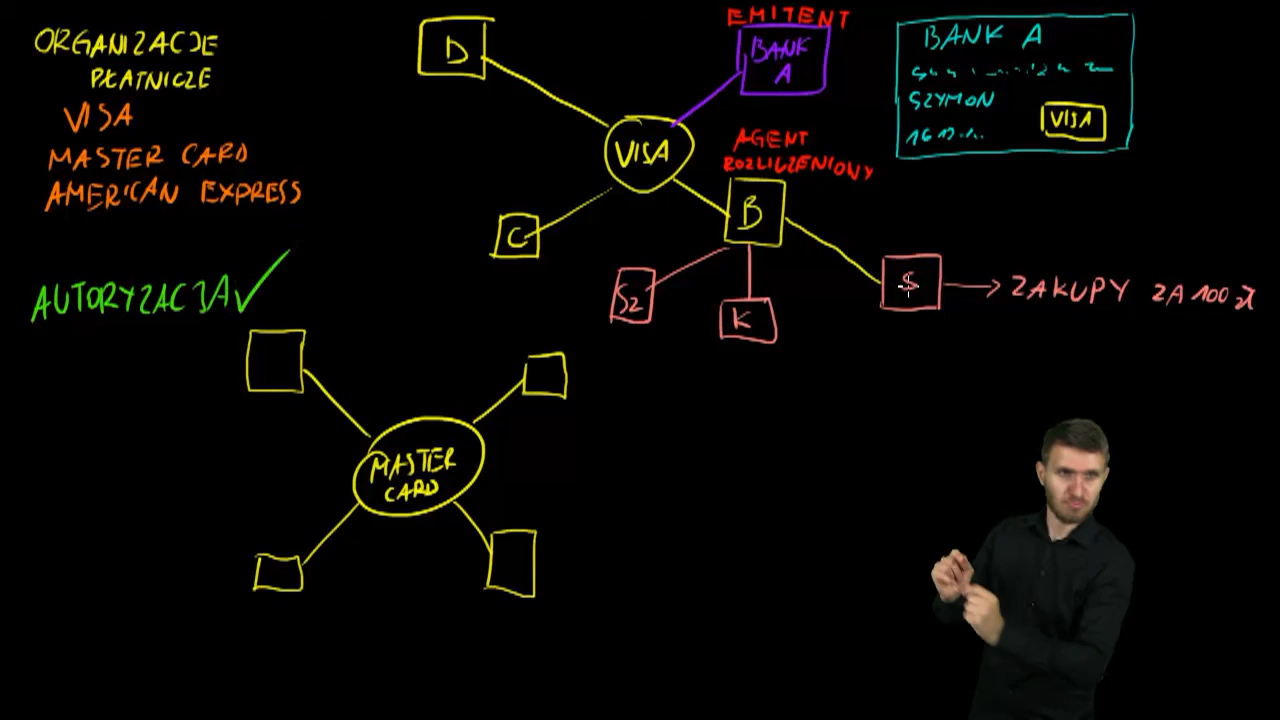 ORGANIZACJE
PŁATNICZE
VISA
MASTER CARD
AMERICAN EXPRESS
AUTORYZACJA
D
EMITENT
BANK
A
VISA
AGENT
ROZLICZENIOWY
B
C
SZ
K
S
ZAKUPY ZA 100 zł
BANK A
SZYMON
VISA
MASTER
CARD